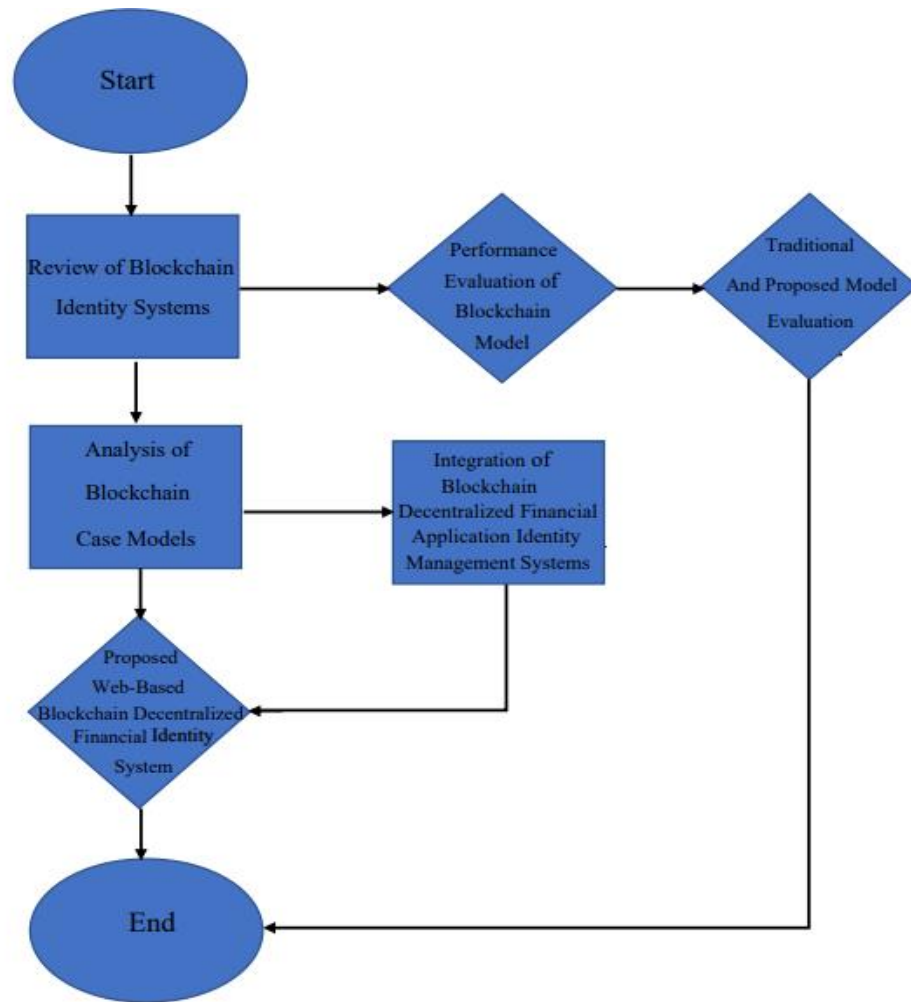 Start
Review of Blockchain
Identity Systems
Performance
Evaluation of
Blockchain
Model
Traditional
And Proposed Model
Evaluation
Analysis of
Blockchain
Case Models
Integration of
Blockchain
Decentralized Financial
Application Identity
Management Systems
Proposed
Web-Based
Blockchain Decentralized
Financial Identity
System
End